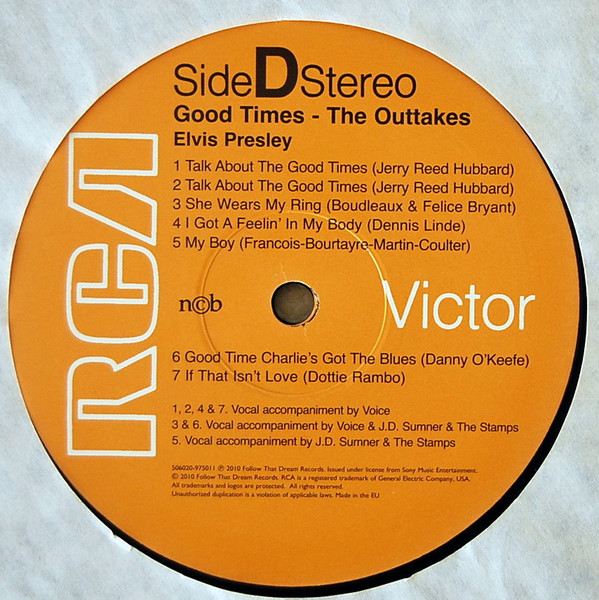 Side D Stereo
Good Times - The Outtakes
Elvis Presley
1 Talk About The Good Times (Jerry Reed Hubbard)
2 Talk About The Good Times (Jerry Reed Hubbard)
3 She Wears My Ring (Boudleaux & Felice Bryant)
4 I Got A Feelin' In My Body (Dennis Linde)
5 My Boy (Francois-Bourtayre-Martin-Coulter)
RCA
n©b
Victor
6 Good Time Charlie's Got The Blues (Danny O'Keefe)
7 If That Isn't Love (Dottie Rambo)
1, 2, 4 & 7. Vocal accompaniment by Voice
3 & 6. Vocal accompaniment by Voice & J.D. Sumner & The Stamps
5. Vocal accompaniment by J.D. Sumner & The Stamps
506020-975011 ℗ 2010 Follow That Dream Records. Issued under license from Sony Music Entertainment.
© 2010 Follow That Dream Records. RCA is a registered trademark of General Electric Company, USA.
All trademarks and logos are protected. All rights reserved.
Unauthorized duplication is a violation of applicable laws. Made in the EU